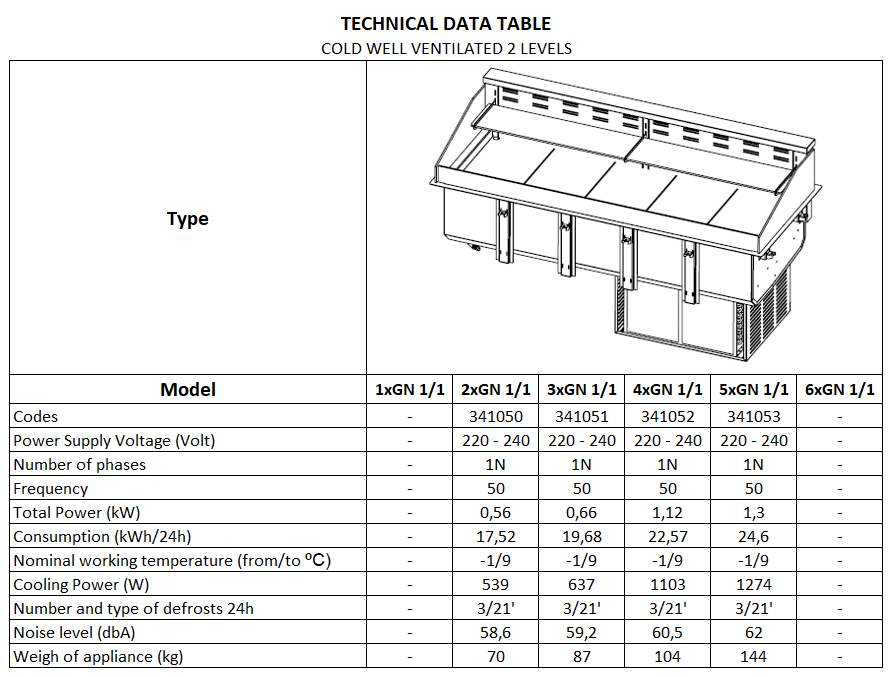 TECHNICAL DATA TABLE
COLD WELL VENTILATED 2 LEVELS
Type
Model 1xGN 1/1 2xGN 1/1 3xGN 1/1 4xGN 1/1 5xGN 1/1 6xGN 1/1
Codes - 341050 341051 341052 341053 -
Power Supply Voltage (Volt) - 220 - 240 220 - 240 220 - 240 220 - 240 -
Number of phases - 1N 1N 1N 1N -
Frequency - 50 50 50 50 -
Total Power (kW) - 0,56 0,66 1,12 1,3 -
Consumption (kWh/24h) - 17,52 19,68 22,57 24,6 -
Nominal working temperature (from/to ºC) - -1/9 -1/9 -1/9 -1/9 -
Cooling Power (W) - 539 637 1103 1274 -
Number and type of defrosts 24h - 3/21' 3/21' 3/21' 3/21' -
Noise level (dbA) - 58,6 59,2 60,5 62 -
Weigh of appliance (kg) - 70 87 104 144 -